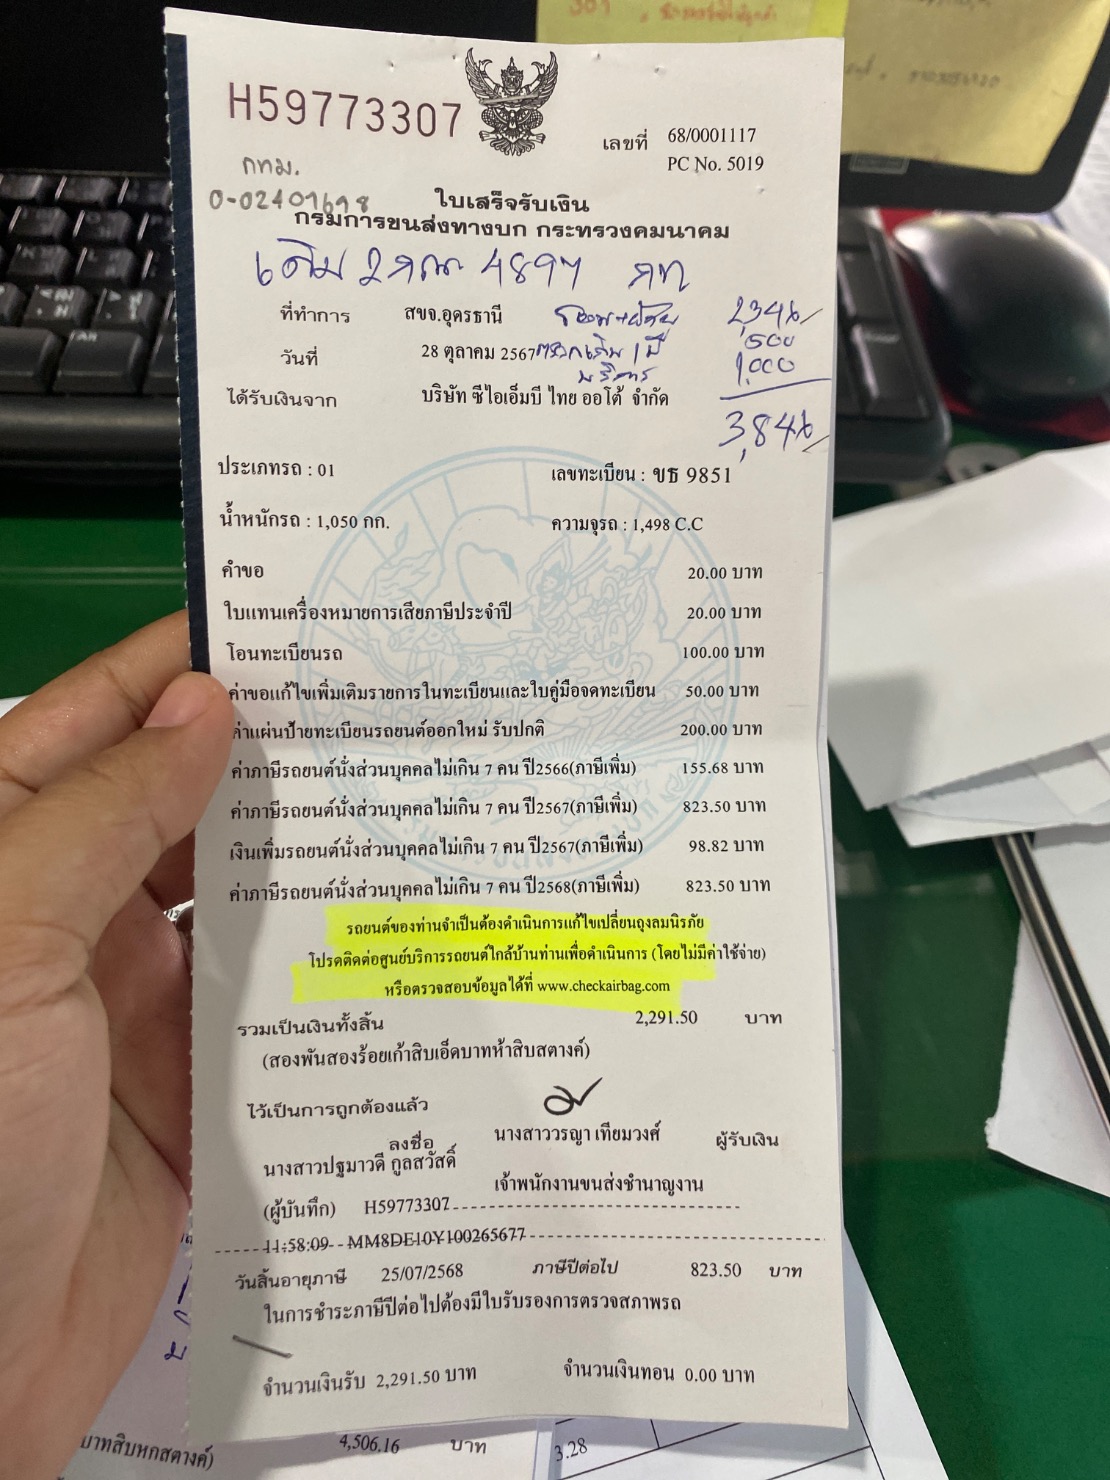 H59773307
เลขที่ 68/0001117
PC No. 5019
กทม.
0-02401698
ใบเสร็จรับเงิน
กรมการขนส่งทางบก กระทรวงคมนาคม
เดิม 2 4897
ที่ทำการ สขจ.อุดรธานี
500
วันที่ 28 ตุลาคม 2567
บริการ 1,000
ได้รับเงินจาก บริษัท ซีไอเอ็มบี ไทย ออโต้ จำกัด
ประเภทรถ : 01 เลขทะเบียน : ขธ 9851
น้ำหนักรถ : 1,050 กก. ความจุรถ : 1,498 C.C
คำขอ 20.00 บาท
ใบแทนเครื่องหมายการเสียภาษีประจำปี 20.00 บาท
โอนทะเบียนรถ 100.00 บาท
ค่าขอแก้ไขเพิ่มเติมรายการในทะเบียนและใบคู่มือจดทะเบียน 50.00 บาท
ค่าแผ่นป้ายทะเบียนรถยนต์ออกใหม่ รับปกติ 200.00 บาท
ค่าภาษีรถยนต์นั่งส่วนบุคคลไม่เกิน 7 คน ปี2566(ภาษีเพิ่ม) 155.68 บาท
ค่าภาษีรถยนต์นั่งส่วนบุคคลไม่เกิน 7 คน ปี2567(ภาษีเพิ่ม) 823.50 บาท
เงินเพิ่มรถยนต์นั่งส่วนบุคคลไม่เกิน 7 คน ปี2567(ภาษีเพิ่ม) 98.82 บาท
ค่าภาษีรถยนต์นั่งส่วนบุคคลไม่เกิน 7 คน ปี2568(ภาษีเพิ่ม) 823.50 บาท
รถยนต์ของท่านจำเป็นต้องดำเนินการแก้ไขเปลี่ยนถุงลมนิรภัย
โปรดติดต่อศูนย์บริการรถยนต์ใกล้บ้านท่านเพื่อดำเนินการ (โดยไม่มีค่าใช้จ่าย)
หรือตรวจสอบข้อมูลได้ที่ www.checkairbag.com
รวมเป็นเงินทั้งสิ้น 2,291.50 บาท
(สองพันสองร้อยเก้าสิบเอ็ดบาทห้าสิบสตางค์)
ไว้เป็นการถูกต้องแล้ว
ลงชื่อ นางสาววรญา เทียมวงศ์ ผู้รับเงิน
นางสาวปฐมาวดี กูลสวัสดิ์
เจ้าพนักงานขนส่งชำนาญงาน
(ผู้บันทึก) H59773307
11:58:09 MM8DE10Y100265677
วันสิ้นอายุภาษี 25/07/2568 ภาษีปีต่อไป 823.50 บาท
ในการชำระภาษีปีต่อไปต้องมีใบรับรองการตรวจสภาพรถ
จำนวนเงินรับ 2,291.50 บาท จำนวนเงินทอน 0.00 บาท
บาทสิบหกสตางค์) 4,506.16 บาท
3.28